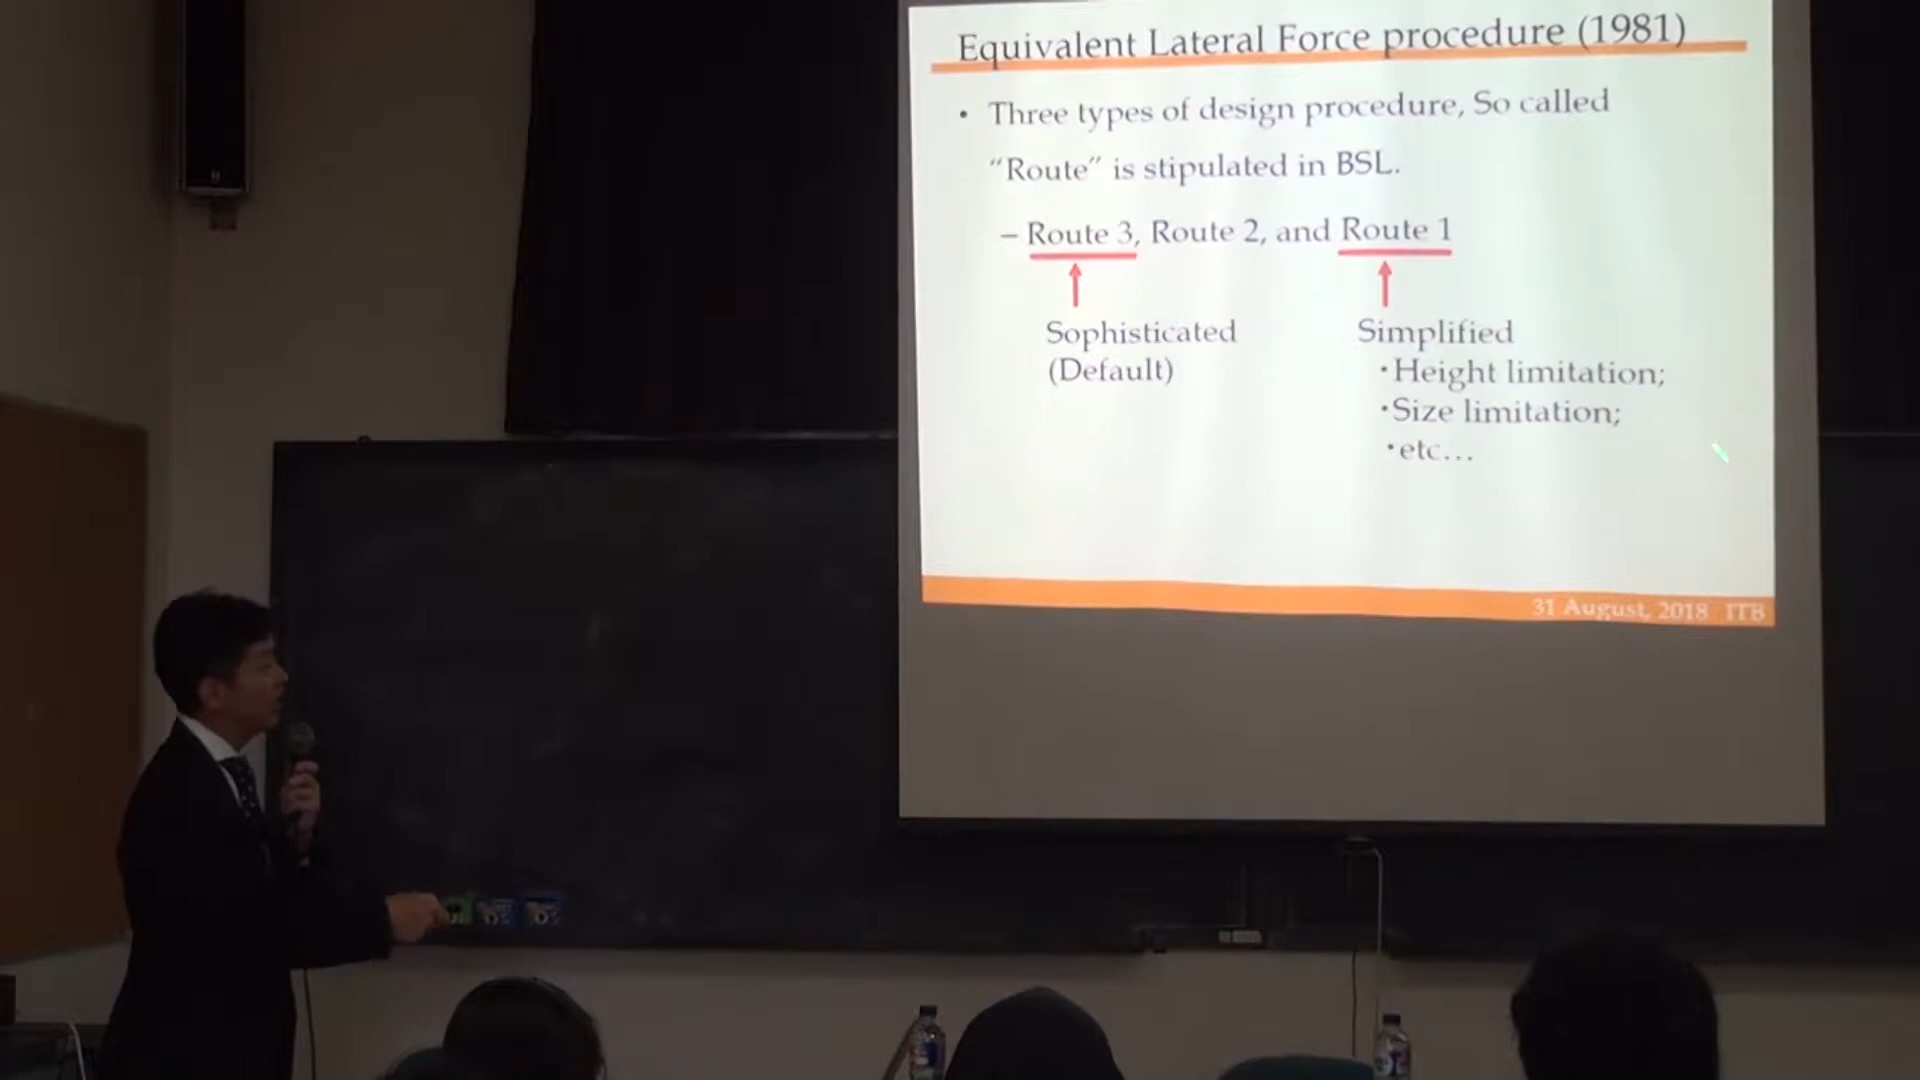 Equivalent Lateral Force procedure (1981)
• Three types of design procedure, So called
“Route” is stipulated in BSL.
– Route 3, Route 2, and Route 1
Sophisticated
(Default)
Simplified
・Height limitation;
・Size limitation;
・etc…
31 August, 2018 ITB